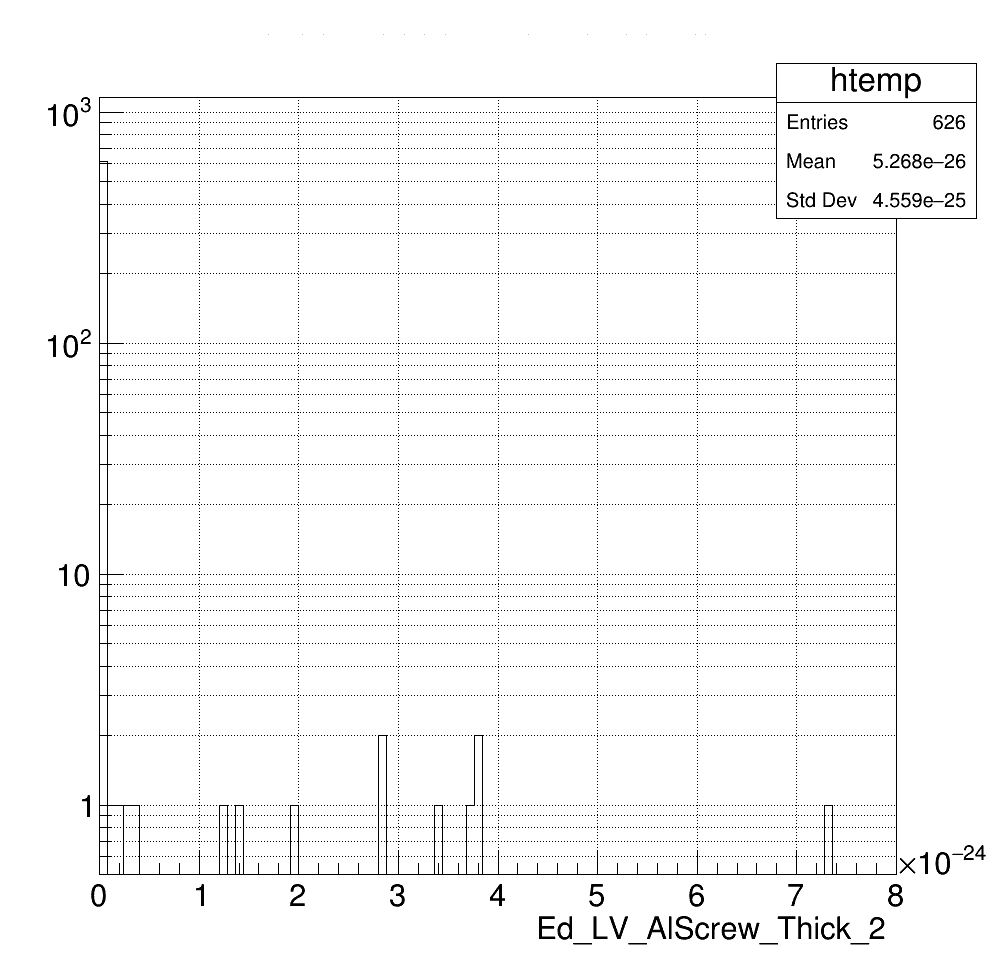 htemp
Entries 626
Mean 5.268e–26
Std Dev 4.559e–25
10³
10²
10
1
0 1 2 3 4 5 6 7 8
×10⁻²⁴
Ed_LV_AlScrew_Thick_2